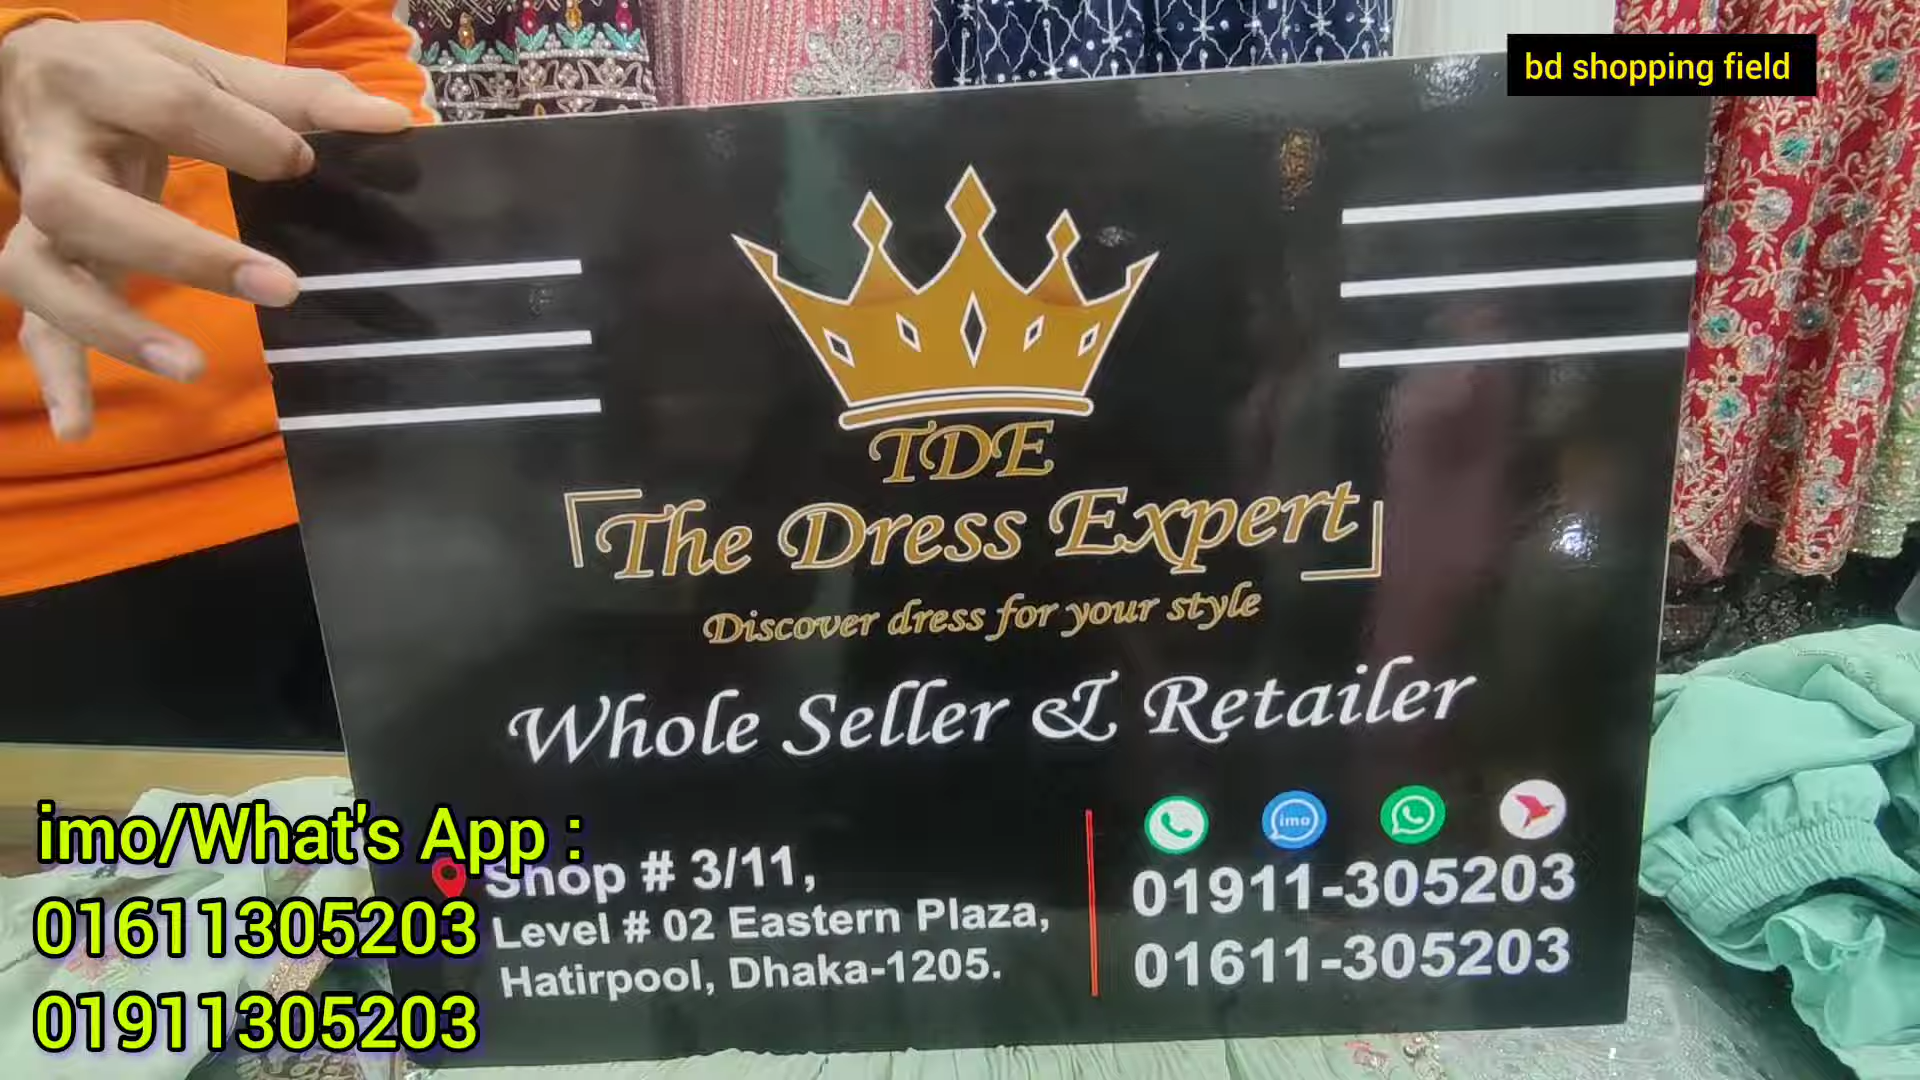 bd shopping field
TDE
The Dress Expert
Discover dress for your style
Whole Seller & Retailer
imo
Shop # 3/11,
Level # 02 Eastern Plaza,
Hatirpool, Dhaka-1205.
01911-305203
01611-305203
imo/What's App :
01611305203
01911305203